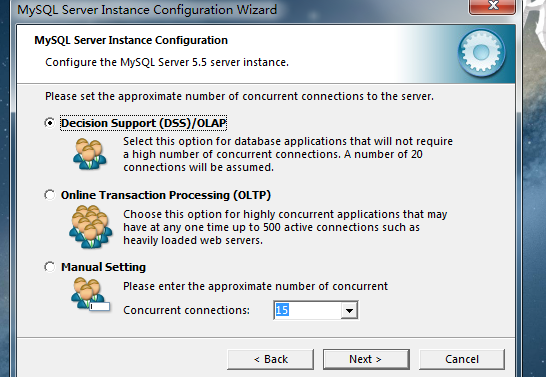 MySQL Server Instance Configuration Wizard
MySQL Server Instance Configuration
Configure the MySQL Server 5.5 server instance.
Please set the approximate number of concurrent connections to the server.
Decision Support (DSS)/OLAP
Select this option for database applications that will not require
a high number of concurrent connections. A number of 20
connections will be assumed.
Online Transaction Processing (OLTP)
Choose this option for highly concurrent applications that may
have at any one time up to 500 active connections such as
heavily loaded web servers.
Manual Setting
Please enter the approximate number of concurrent
Concurrent connections: 15
< Back Next > Cancel